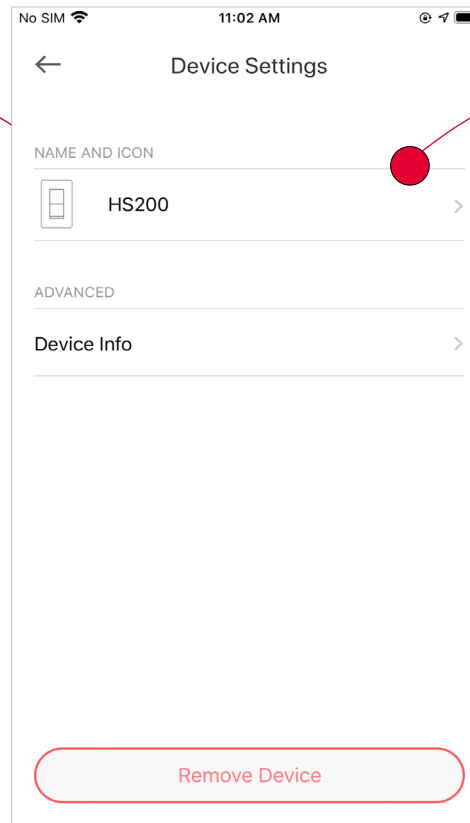 No SIM 11:02 AM
Device Settings
NAME AND ICON
HS200
ADVANCED
Device Info
Remove Device